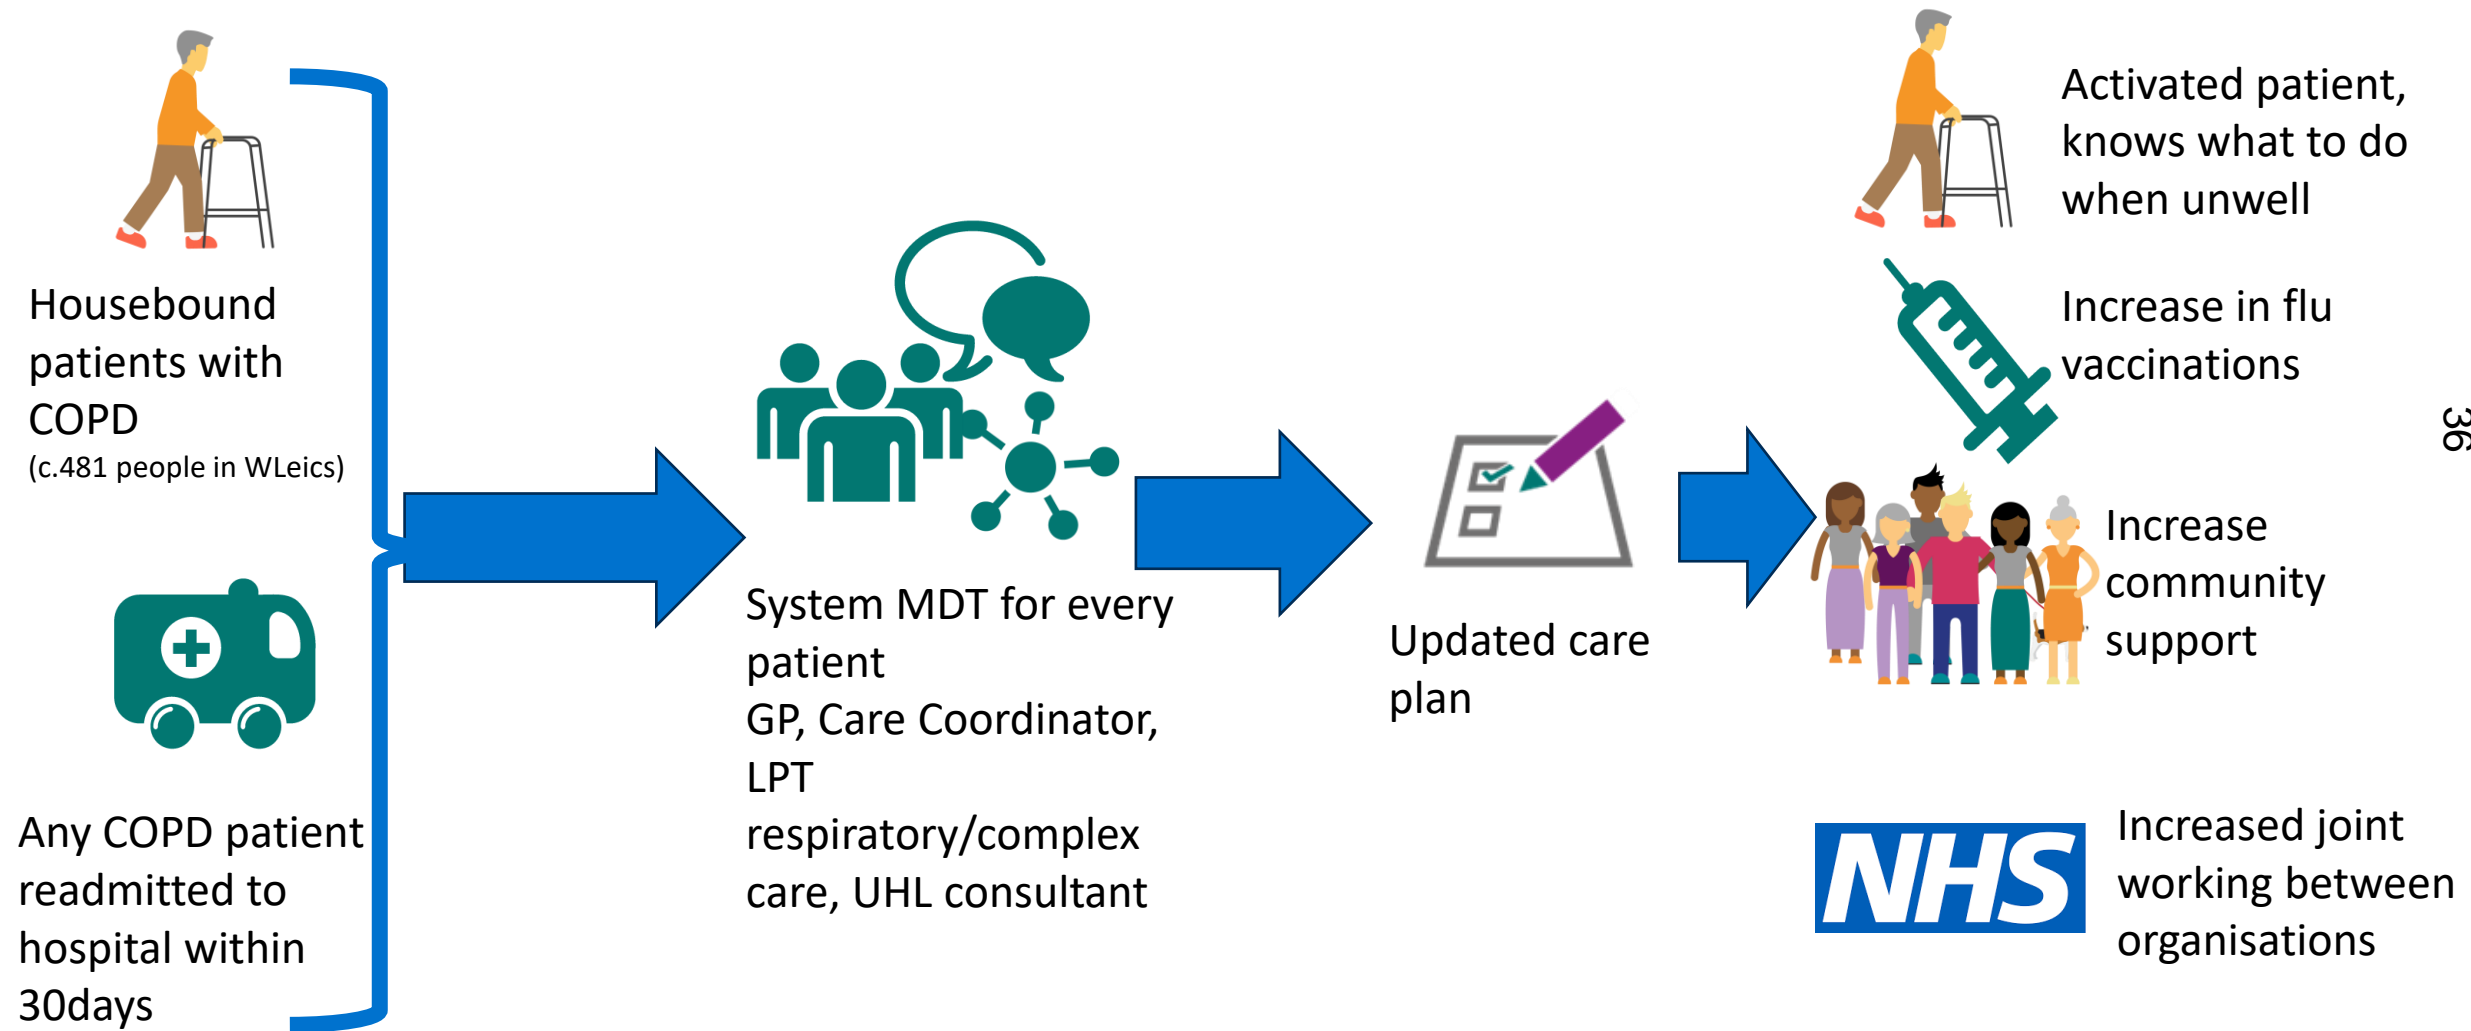 Housebound
patients with
COPD
(c.481 people in WLeics)
Any COPD patient
readmitted to
hospital within
30days
System MDT for every
patient
GP, Care Coordinator,
LPT
respiratory/complex
care, UHL consultant
Updated care
plan
Activated patient,
knows what to do
when unwell
Increase in flu
vaccinations
Increase
community
support
NHS
Increased joint
working between
organisations
36